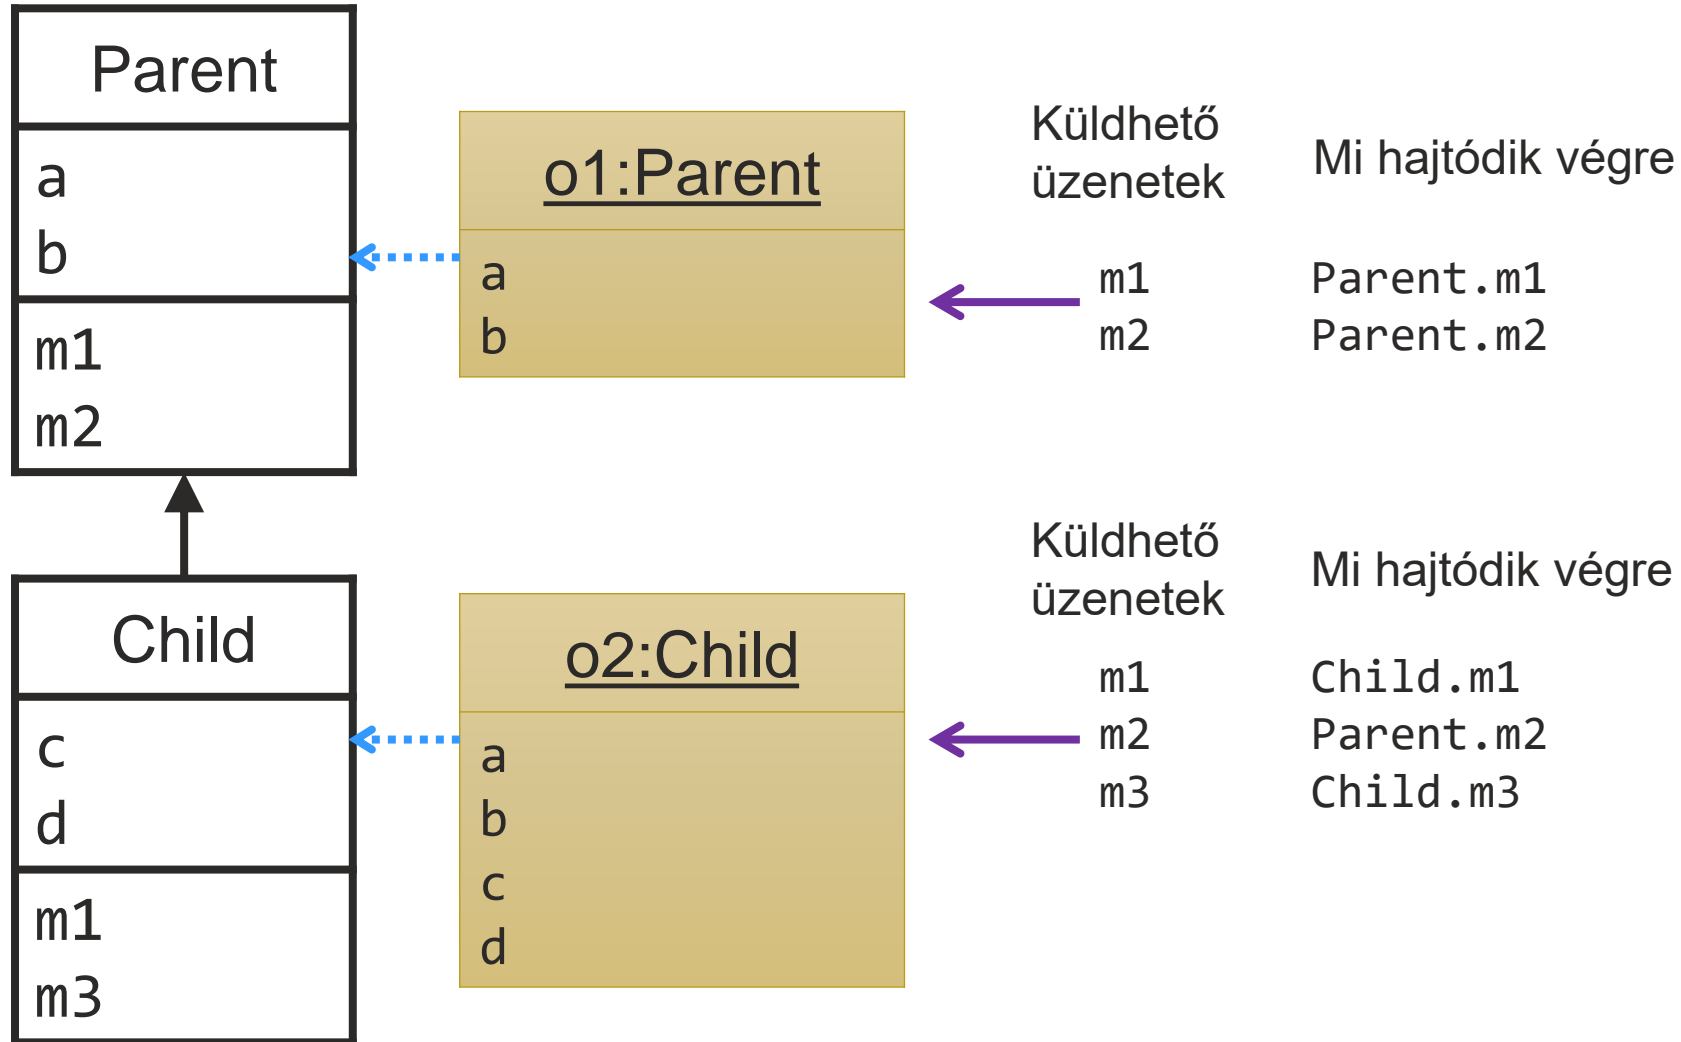 Parent
a
b
m1
m2
o1:Parent
a
b
Küldhető
üzenetek
Mi hajtódik végre
m1 Parent.m1
m2 Parent.m2
Child
c
d
m1
m3
o2:Child
a
b
c
d
Küldhető
üzenetek
Mi hajtódik végre
m1 Child.m1
m2 Parent.m2
m3 Child.m3